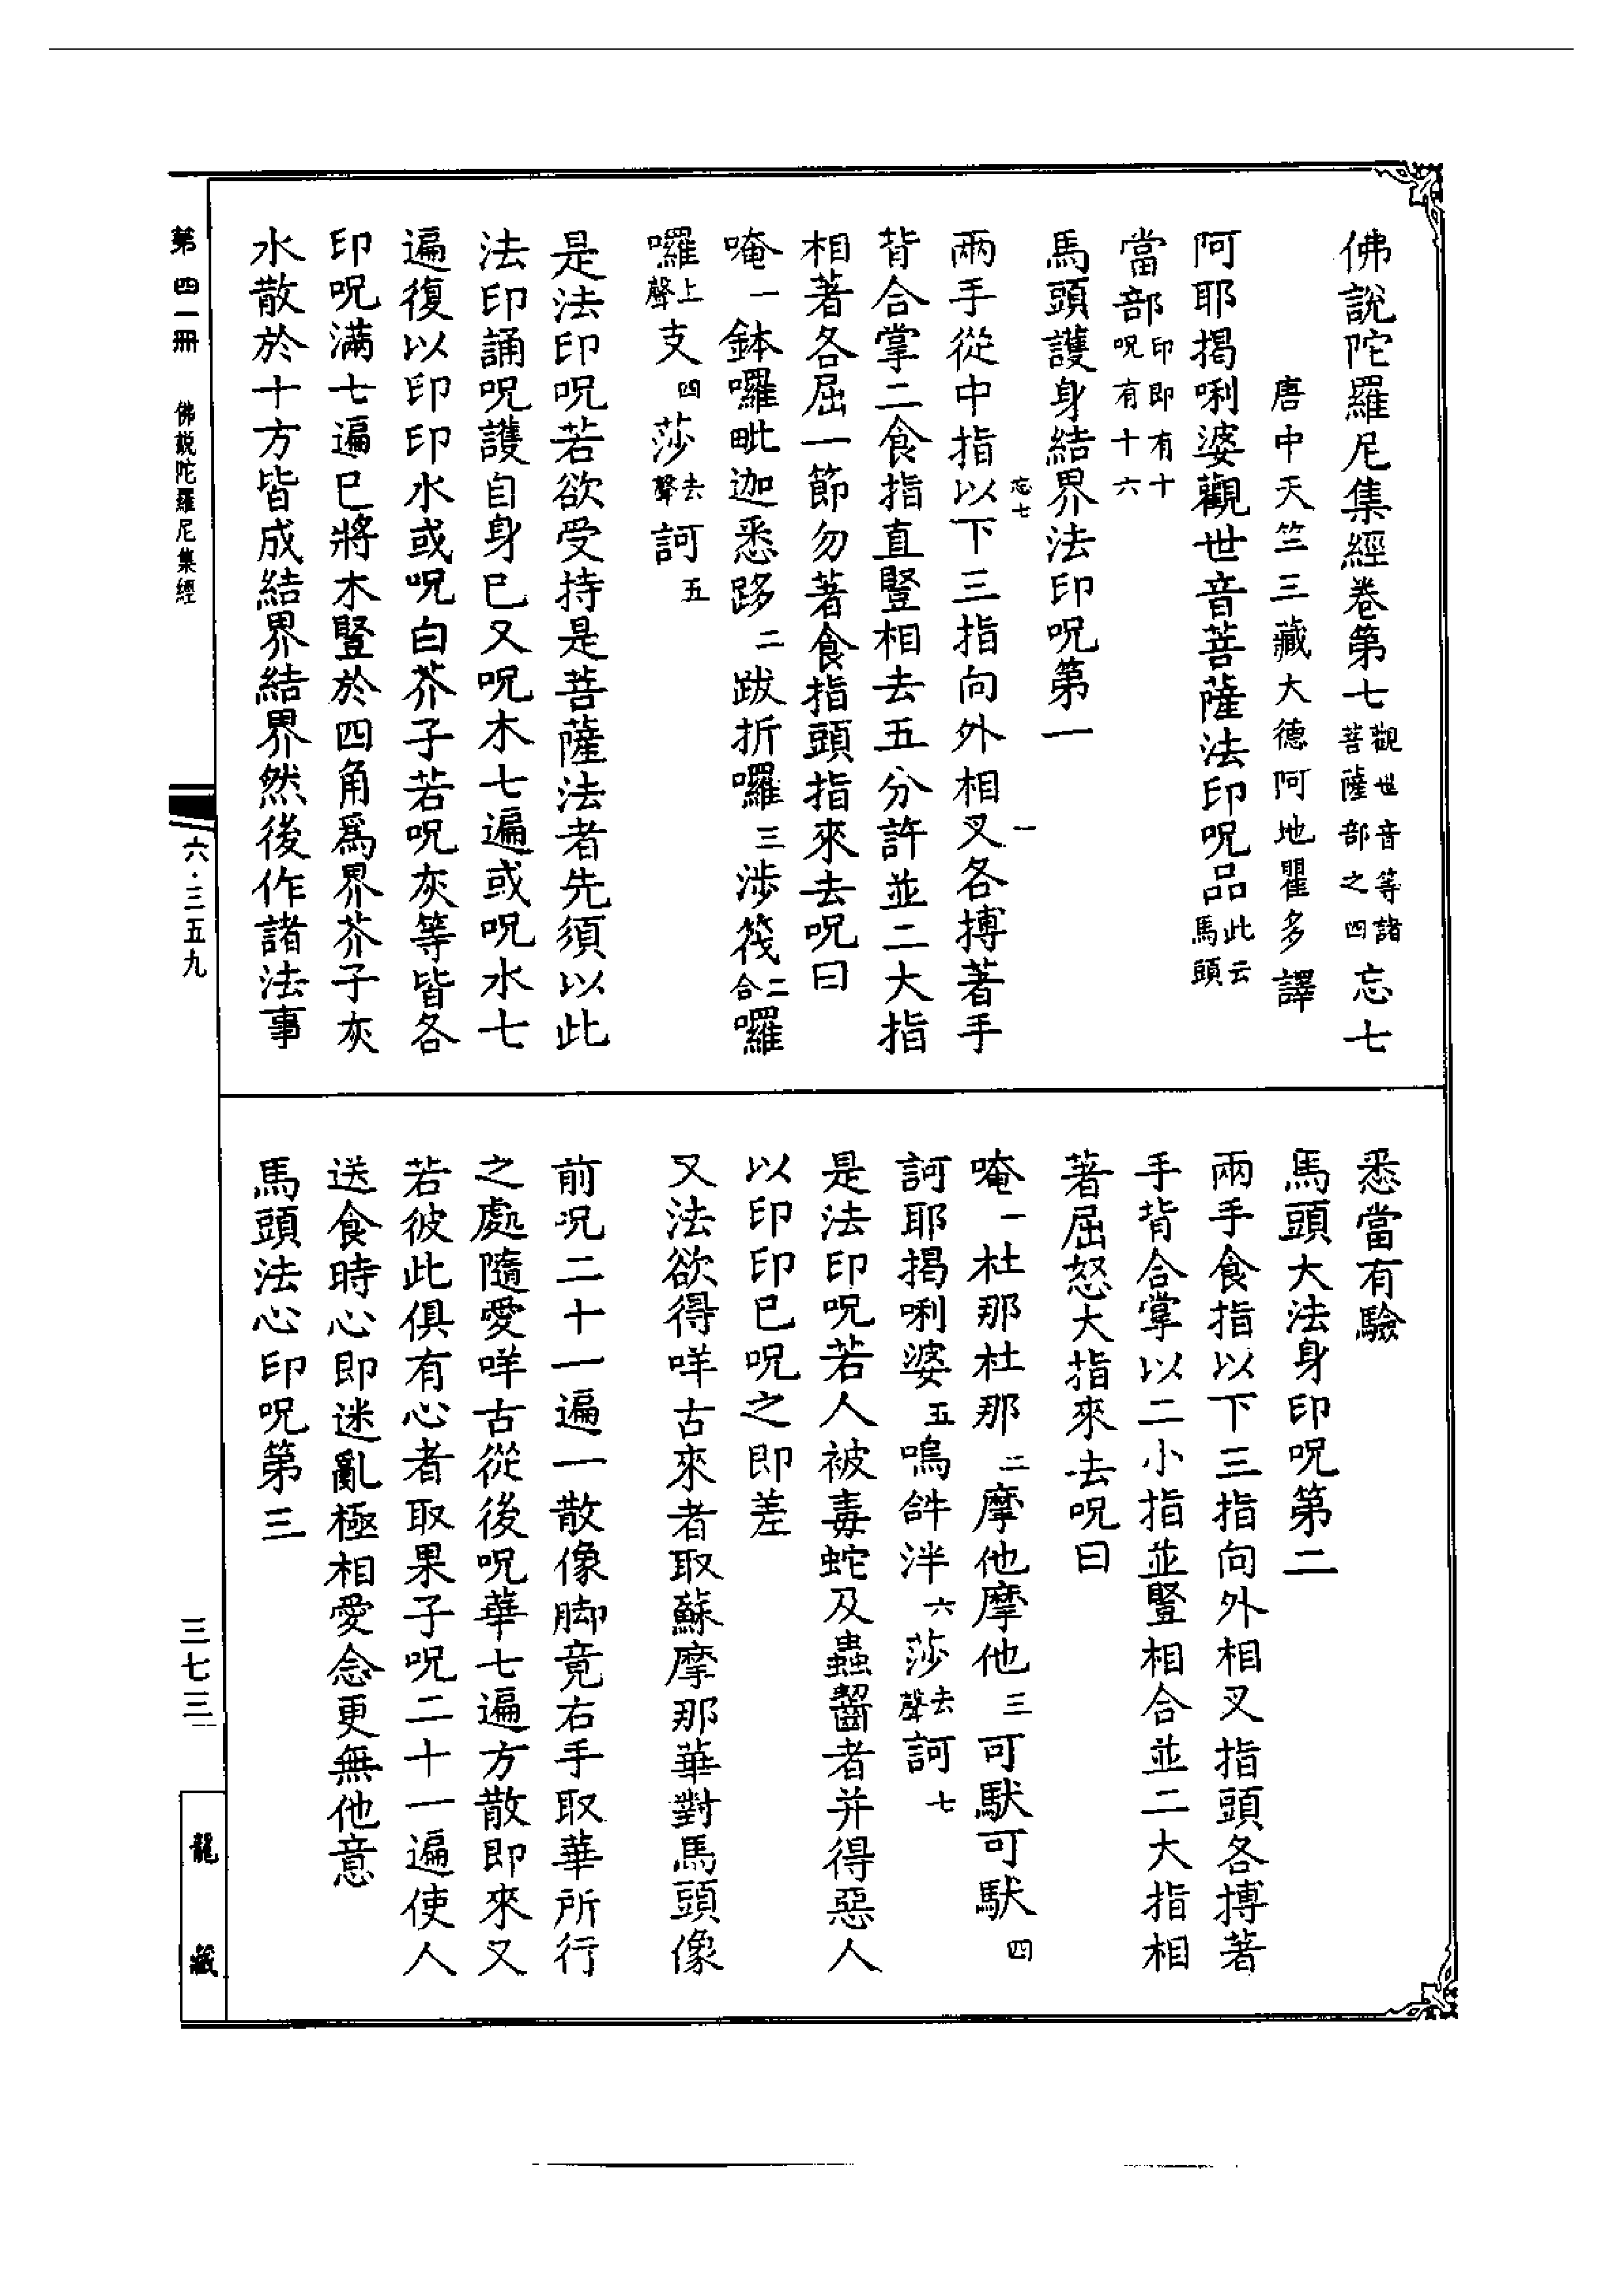 佛說陀羅尼集經卷第七觀世音等諸菩薩部之四 忘七
唐中天竺三藏大德阿地瞿多譯
阿耶揭唎婆觀世音菩薩法印呪品此云馬頭
當部印即有十呪有十六
馬頭護身結界法印呪第一
忘七 一
兩手從中指以下三指向外相叉各搏著手
背合掌二食指直豎相去五分許並二大指
相著各屈一節勿著食指頭指來去呪曰
唵一鉢囉毗迦悉跢二跋折囉三涉筏二合囉
囉上聲支四莎去聲訶五
是法印呪若欲受持是菩薩法者先須以此
法印誦呪護自身已又呪木七遍或呪水七
遍復以印印水或呪白芥子若呪灰等皆各
印呪滿七遍已將木豎於四角爲界芥子灰
水散於十方皆成結界結界然後作諸法事
悉當有驗
馬頭大法身印呪第二
兩手食指以下三指向外相叉指頭各搏著
手背合掌以二小指並豎相合並二大指相
著屈怒大指來去呪曰
唵一杜那杜那二摩他摩他三可馱可馱四
訶耶揭唎婆五嗚𤙖泮六莎去聲訶七
是法印呪若人被毒蛇及蟲齧者并得惡人
以印印已呪之即差
又法欲得咩古來者取蘇摩那華對馬頭像
前呪二十一遍一散像脚竟右手取華所行
之處隨愛咩古從後呪華七遍方散即來又
若彼此俱有心者取果子呪二十一遍使人
送食時心即迷亂極相愛念更無他意
馬頭法心印呪第三
第四一冊 佛説陀羅尼集經
六·三五九
三七三
龍藏